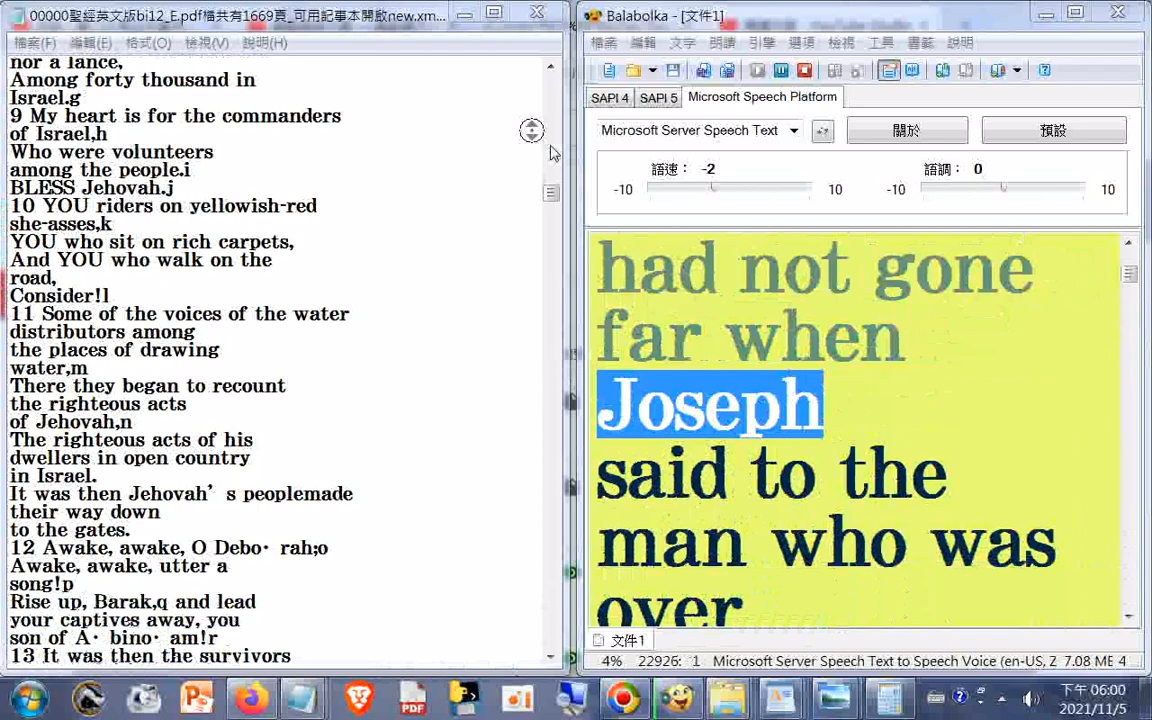 00000聖經英文版bi12_E.pdf檔共有1669頁_可用記事本開啟new.xm...
檔案(F) 編輯(E) 格式(O) 檢視(V) 說明(H)
nor a lance,
Among forty thousand in
Israel.g
9 My heart is for the commanders
of Israel,h
Who were volunteers
among the people.i
BLESS Jehovah.j
10 YOU riders on yellowish-red
she-asses,k
YOU who sit on rich carpets,
And YOU who walk on the
road,
Consider!l
11 Some of the voices of the water
distributors among
the places of drawing
water,m
There they began to recount
the righteous acts
of Jehovah,n
The righteous acts of his
dwellers in open country
in Israel.
It was then Jehovah’s peoplemade
their way down
to the gates.
12 Awake, awake, O Debo· rah;o
Awake, awake, utter a
song!p
Rise up, Barak,q and lead
your captives away, you
son of A· bino· am!r
13 It was then the survivors
Balabolka - [文件1]
檔案 編輯 文字 朗讀 引擎 選項 檢視 工具 書籤 說明
SAPI 4 SAPI 5 Microsoft Speech Platform
Microsoft Server Speech Text 關於 預設
語速: -2 語調: 0
-10 10 -10 10
had not gone
far when
Joseph
said to the
man who was
over
文件1
4% 22926: 1 Microsoft Server Speech Text to Speech Voice (en-US, Z 7.08 ME 4
PDF
下午 06:00
2021/11/5